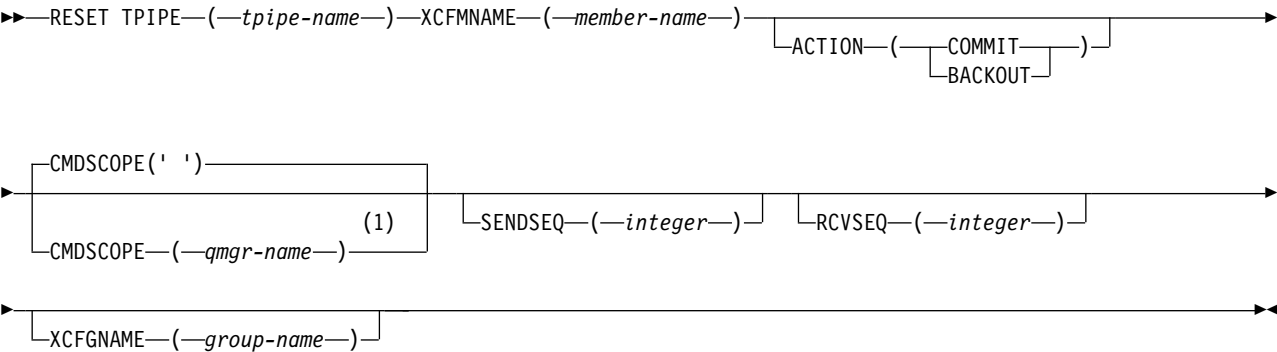 RESET TPIPE ( tpipe-name ) XCFMNAME ( member-name )
ACTION ( COMMIT )
BACKOUT
CMDSCOPE(' ')
(1)
CMDSCOPE ( qmgr-name )
SENDSEQ ( integer )
RCVSEQ ( integer )
XCFGNAME ( group-name )